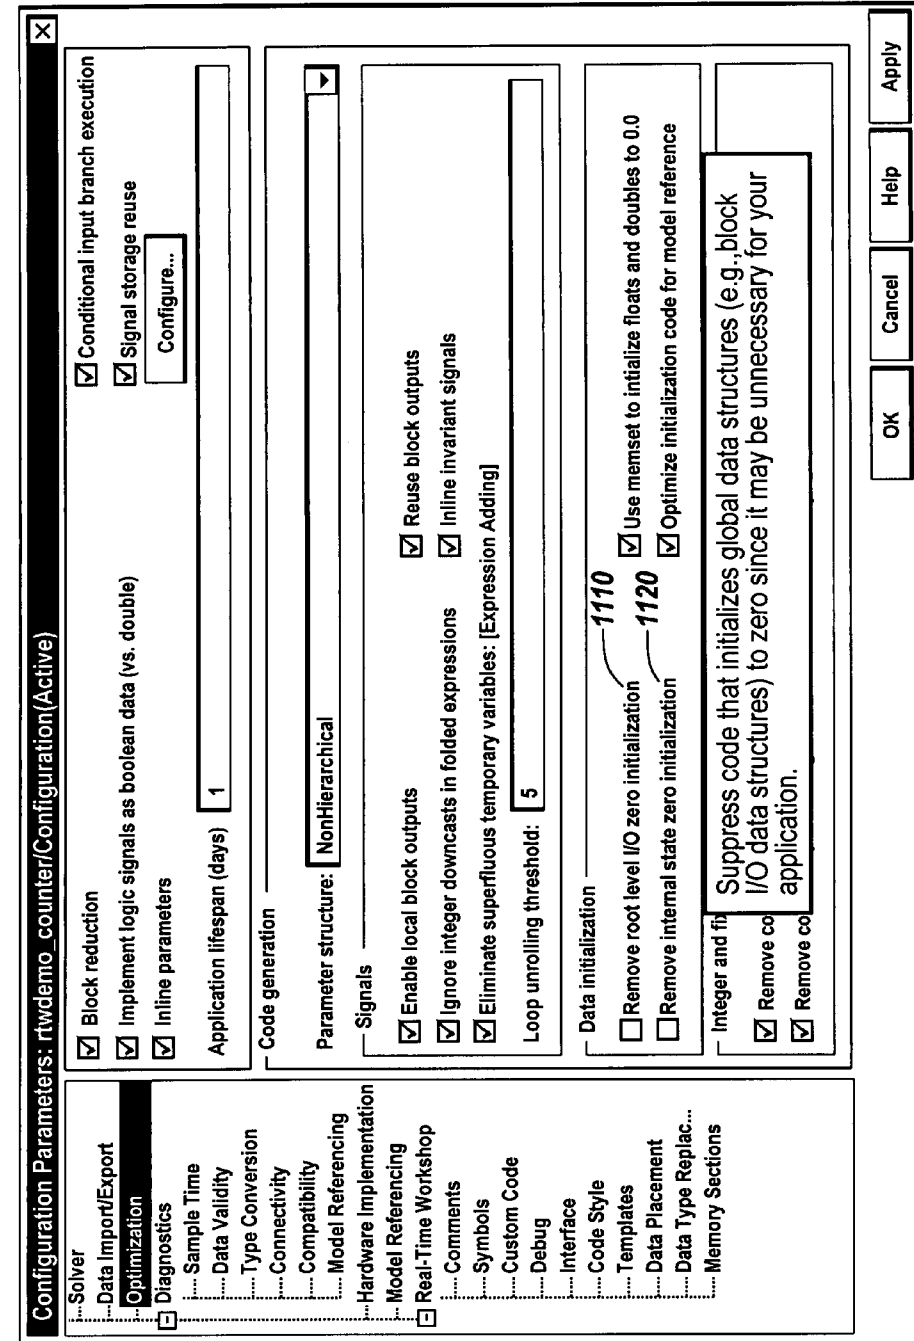 Configuration Parameters: rtwdemo_counter/Configuration(Active)
Solver
Data Import/Export
Optimization
Diagnostics
Sample Time
Data Validity
Type Conversion
Connectivity
Compatibility
Model Referencing
Hardware Implementation
Model Referencing
Real-Time Workshop
Comments
Symbols
Custom Code
Debug
Interface
Code Style
Templates
Data Placement
Data Type Replac...
Memory Sections
Block reduction
Conditional input branch execution
Implement logic signals as boolean data (vs. double)
Signal storage reuse
Inline parameters
Configure...
Application lifespan (days) 1
Code generation
Parameter structure: NonHierarchical
Signals
Enable local block outputs
Reuse block outputs
Ignore integer downcasts in folded expressions
Inline invariant signals
Eliminate superfluous temporary variables: [Expression Adding]
Loop unrolling threshold: 5
Data initialization
1110
Remove root level I/O zero initialization
Use memset to intialize floats and doubles to 0.0
1120
Remove internal state zero initialization
Optimize initialization code for model reference
Integer and fix
Remove co
Remove co
Suppress code that initializes global data structures (e.g.,block
I/O data structures) to zero since it may be unnecessary for your
application.
OK
Cancel
Help
Apply